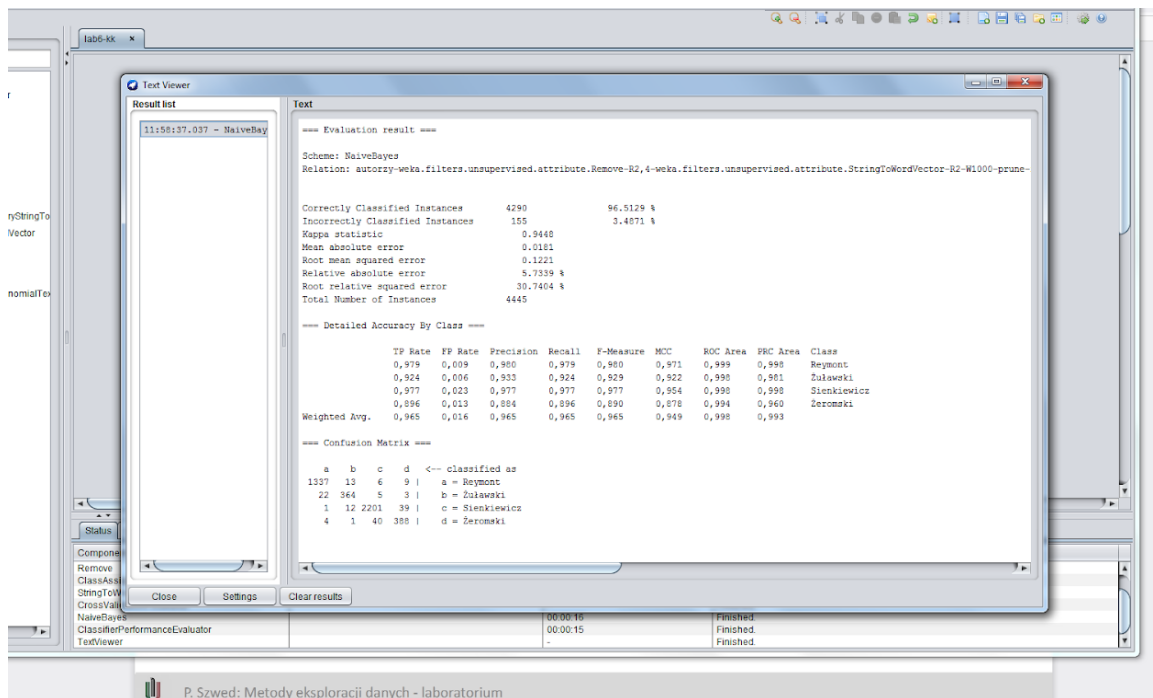 lab6-kk ×
r
ryStringTo
Vector
nomialTex
Text Viewer
Result list
Text
11:58:37.037 - NaiveBay
=== Evaluation result ===
Scheme: NaiveBayes
Relation: autorzy-weka.filters.unsupervised.attribute.Remove-R2,4-weka.filters.unsupervised.attribute.StringToWordVector-R2-W1000-prune-
Correctly Classified Instances 4290 96.5129 %
Incorrectly Classified Instances 155 3.4871 %
Kappa statistic 0.9448
Mean absolute error 0.0181
Root mean squared error 0.1221
Relative absolute error 5.7339 %
Root relative squared error 30.7404 %
Total Number of Instances 4445
=== Detailed Accuracy By Class ===
TP Rate FP Rate Precision Recall F-Measure MCC ROC Area PRC Area Class
0,979 0,009 0,980 0,979 0,980 0,971 0,999 0,998 Reymont
0,924 0,006 0,933 0,924 0,929 0,922 0,998 0,981 Żuławski
0,977 0,023 0,977 0,977 0,977 0,954 0,998 0,998 Sienkiewicz
0,896 0,013 0,884 0,896 0,890 0,878 0,994 0,960 Żeromski
Weighted Avg. 0,965 0,016 0,965 0,965 0,965 0,949 0,998 0,993
=== Confusion Matrix ===
a b c d <-- classified as
1337 13 6 9 | a = Reymont
22 364 5 3 | b = Żuławski
1 12 2201 39 | c = Sienkiewicz
4 1 40 388 | d = Żeromski
Close
Settings
Clear results
Status
Compone
Remove
ClassAssi
StringToW
CrossVali
NaiveBayes 00:00:16 Finished.
ClassifierPerformanceEvaluator 00:00:15 Finished.
TextViewer - Finished.
P. Szwed: Metody eksploracji danych - laboratorium